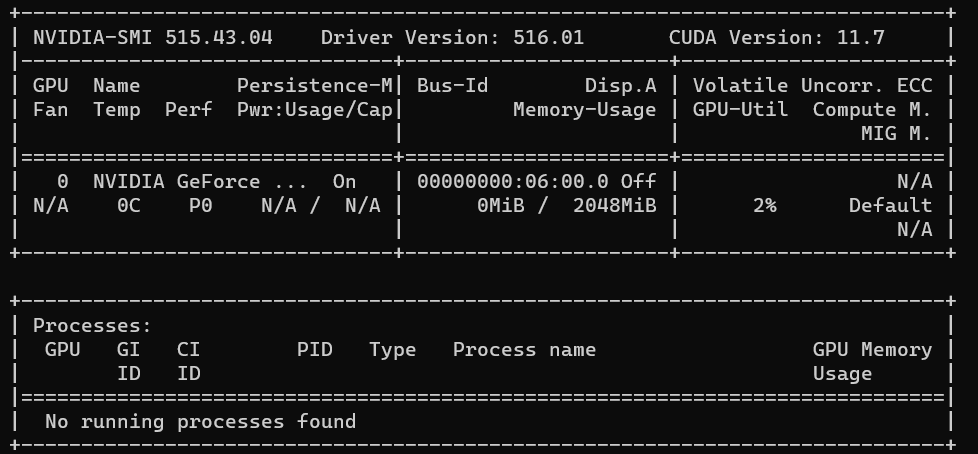 +-----------------------------------------------------------------------------+
| NVIDIA-SMI 515.43.04    Driver Version: 516.01       CUDA Version: 11.7     |
|-------------------------------+----------------------+----------------------+
| GPU  Name        Persistence-M| Bus-Id        Disp.A | Volatile Uncorr. ECC |
| Fan  Temp  Perf  Pwr:Usage/Cap|         Memory-Usage | GPU-Util  Compute M. |
|                               |                      |               MIG M. |
|===============================+======================+======================|
|   0  NVIDIA GeForce ...  On   | 00000000:06:00.0 Off |                  N/A |
| N/A    0C    P0    N/A /  N/A |      0MiB /  2048MiB |      2%      Default |
|                               |                      |                  N/A |
+-------------------------------+----------------------+----------------------+

+-----------------------------------------------------------------------------+
| Processes:                                                                  |
|  GPU   GI   CI        PID   Type   Process name                  GPU Memory |
|        ID   ID                                                   Usage      |
|=============================================================================|
|  No running processes found                                                 |
+-----------------------------------------------------------------------------+